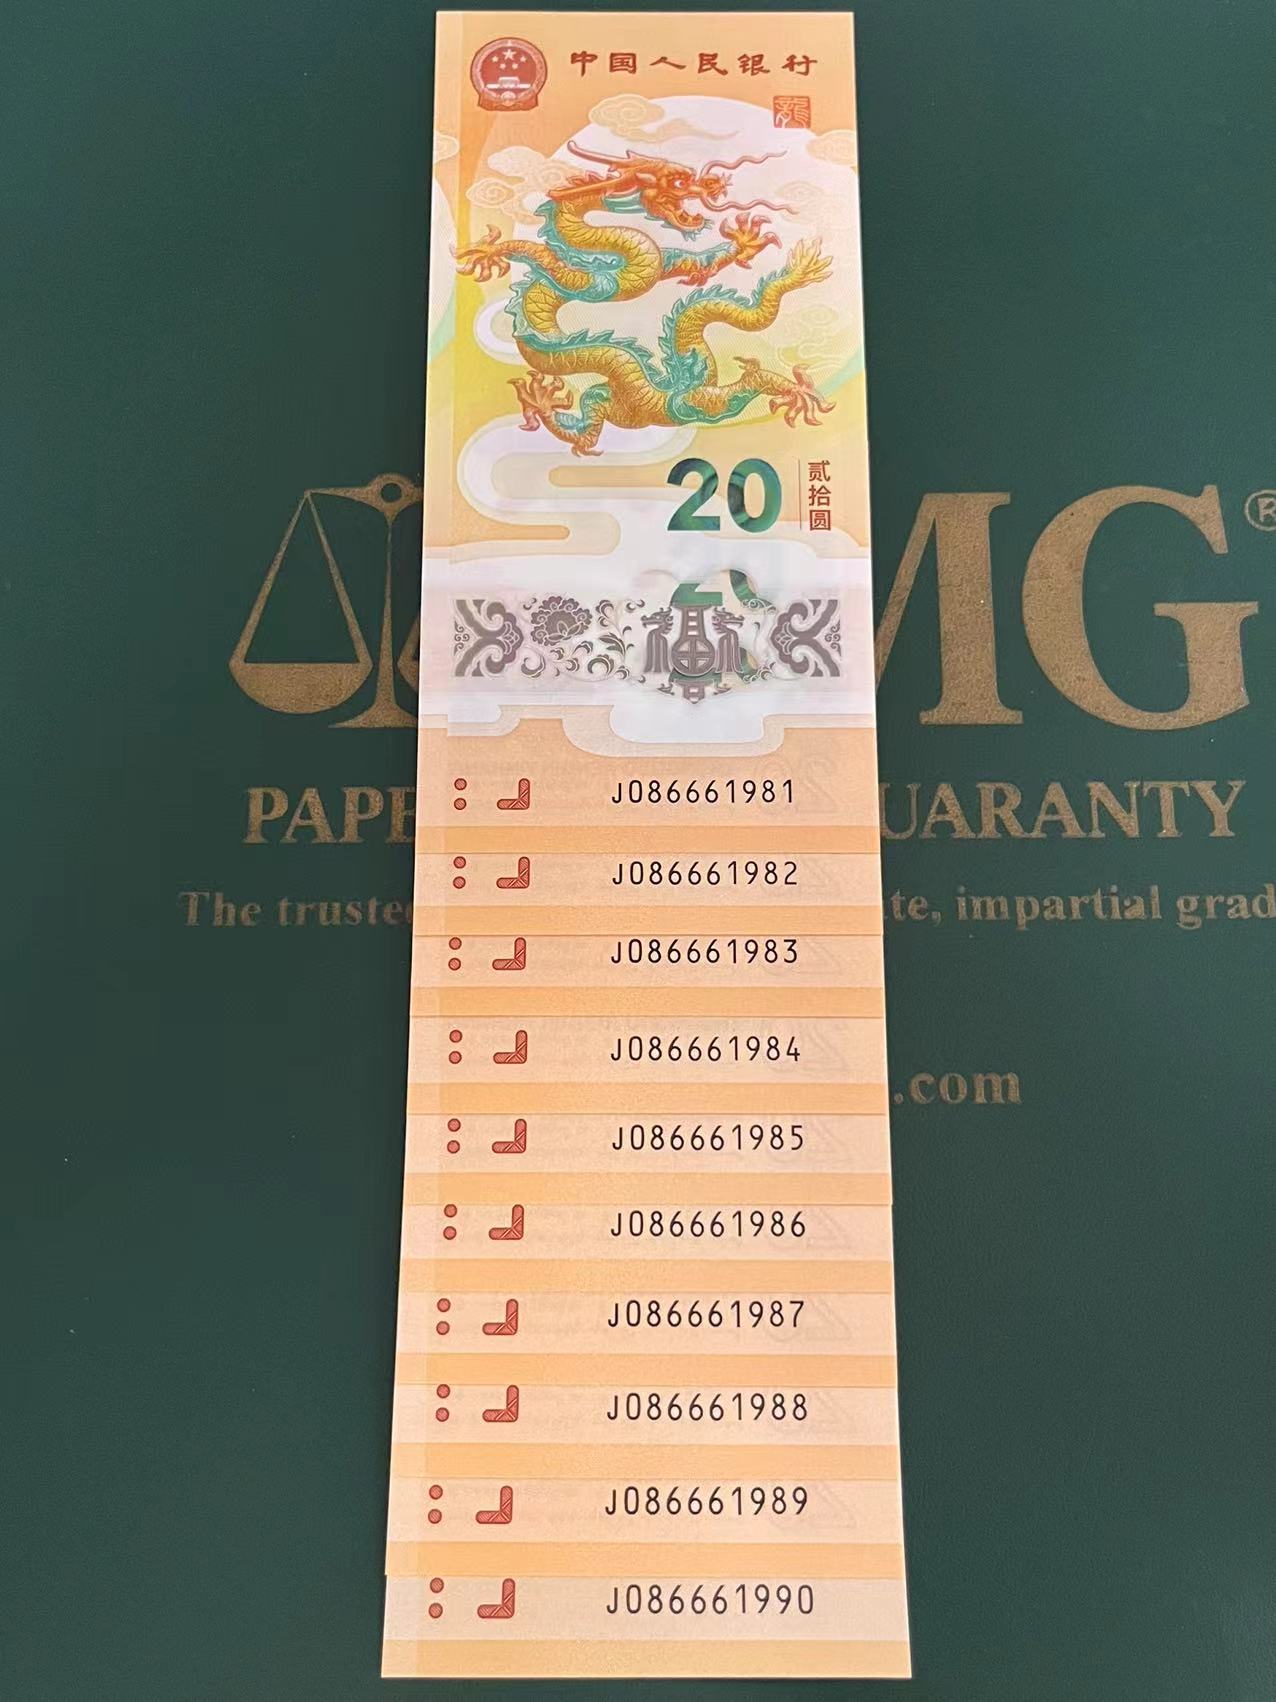 中国人民银行
龍
20
贰拾圆
MG®
PAPE
UARANTY
The truste
te, impartial grad
.com
J086661981
J086661982
J086661983
J086661984
J086661985
J086661986
J086661987
J086661988
J086661989
J086661990